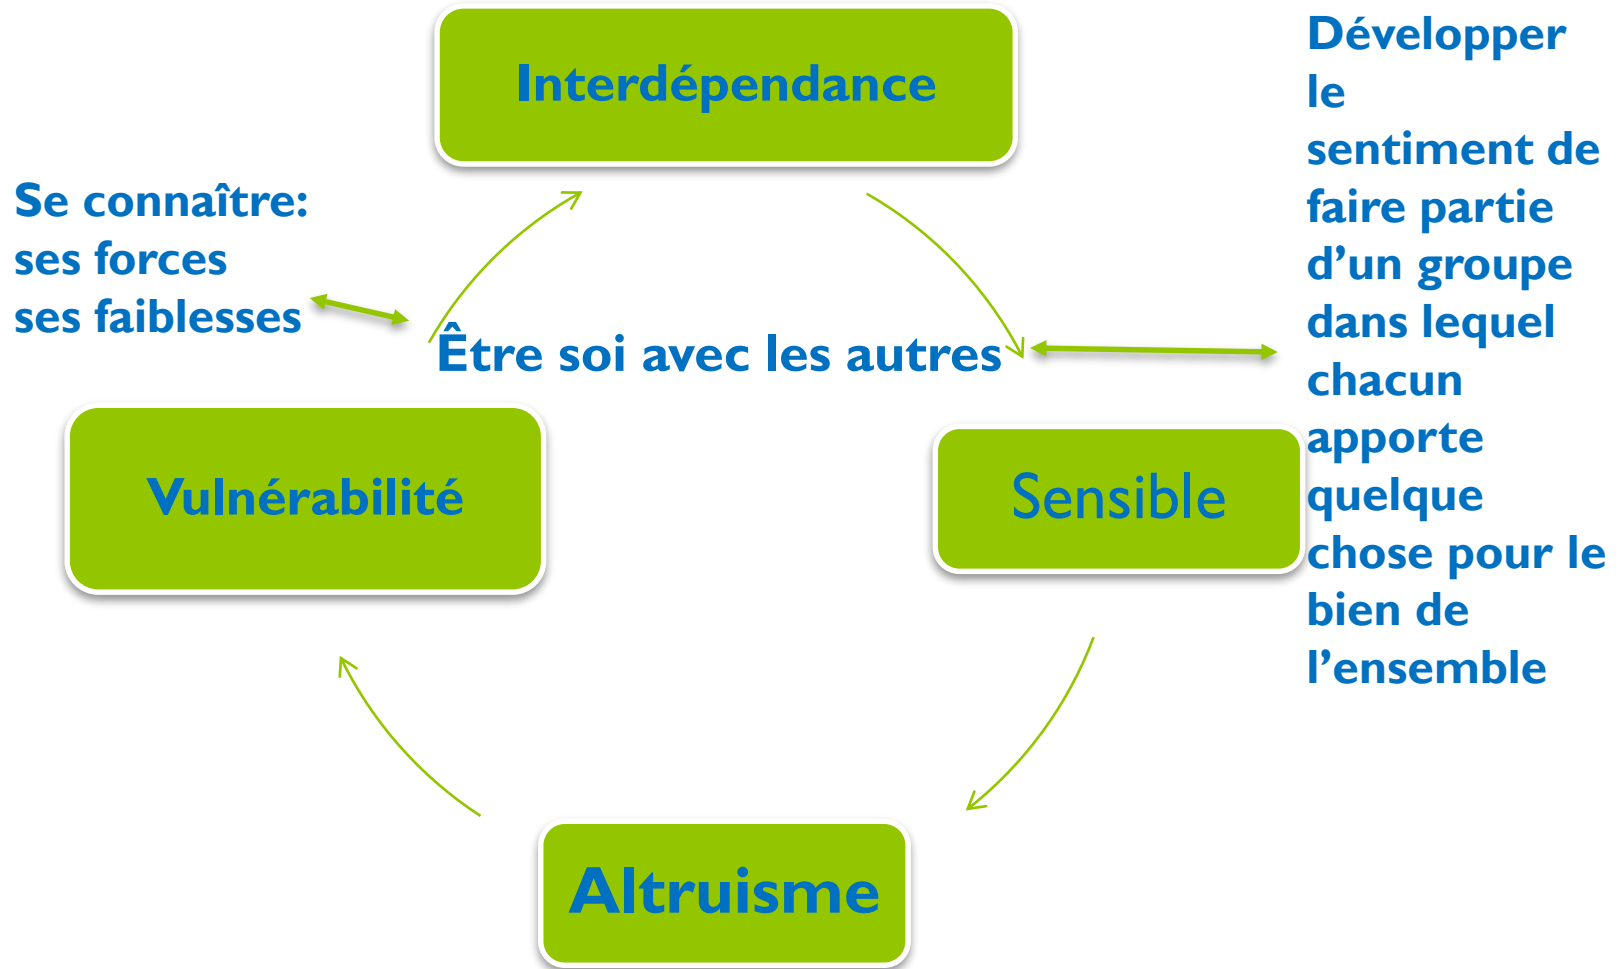 Interdépendance
Se connaître:
ses forces
ses faiblesses
Être soi avec les autres
Développer
le
sentiment de
faire partie
d’un groupe
dans lequel
chacun
apporte
quelque
chose pour le
bien de
l’ensemble
Vulnérabilité
Sensible
Altruisme